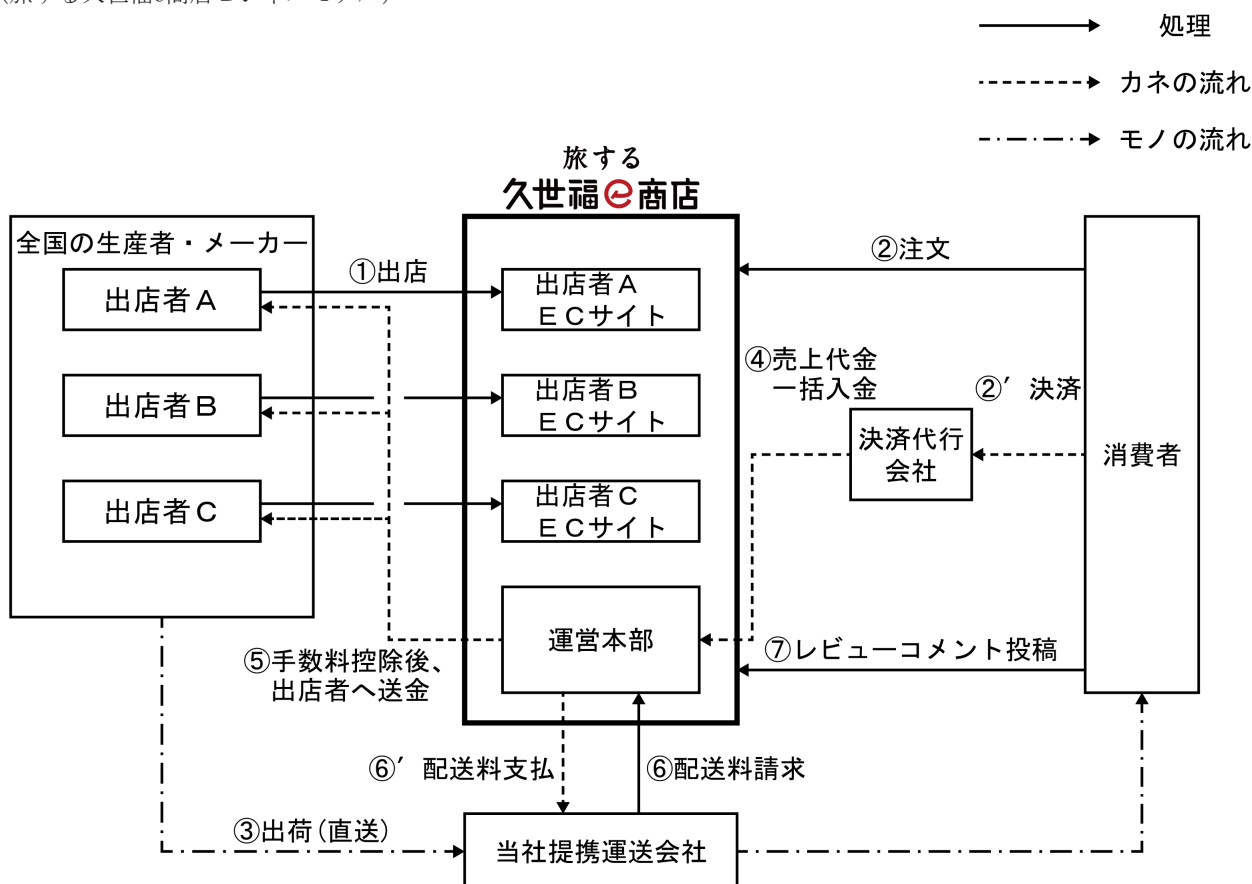 処理
カネの流れ
モノの流れ
旅する
久世福e商店
全国の生産者・メーカー
出店者A
出店者B
出店者C
①出店
出店者A
ECサイト
出店者B
ECサイト
出店者C
ECサイト
運営本部
②注文
④売上代金
一括入金
②′決済
決済代行
会社
消費者
⑤手数料控除後、
出店者へ送金
⑦レビューコメント投稿
⑥′配送料支払
⑥配送料請求
③出荷(直送)
当社提携運送会社